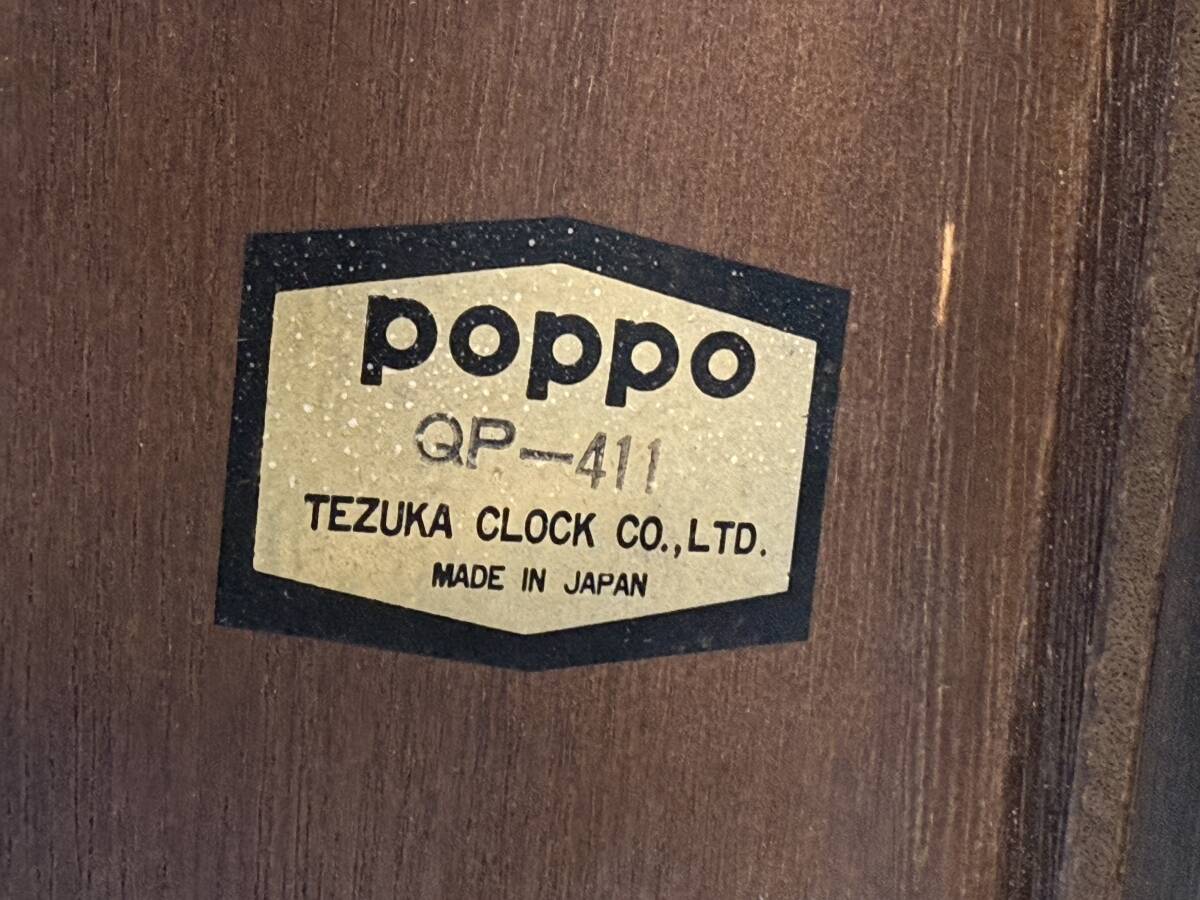 poppo
QP-411
TEZUKA CLOCK CO.,LTD.
MADE IN JAPAN